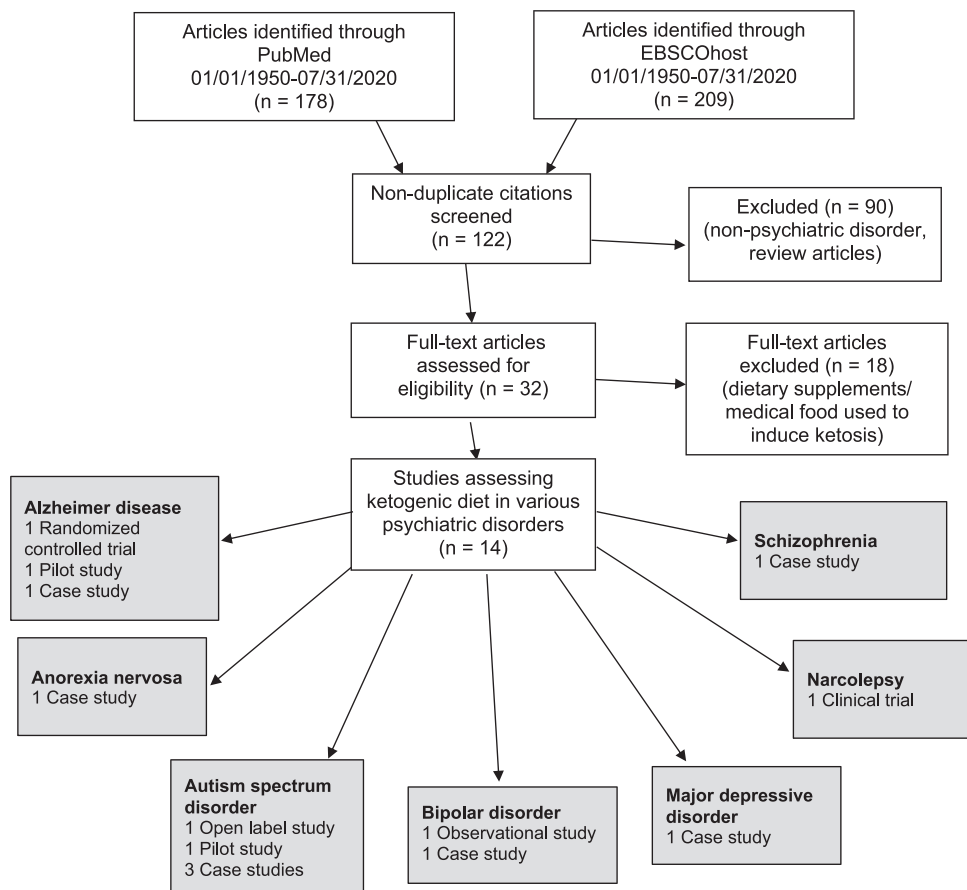 Articles identified through
PubMed
01/01/1950-07/31/2020
(n = 178)
Articles identified through
EBSCOhost
01/01/1950-07/31/2020
(n = 209)
Non-duplicate citations
screened
(n = 122)
Excluded (n = 90)
(non-psychiatric disorder,
review articles)
Full-text articles
assessed for
eligibility (n = 32)
Full-text articles
excluded (n = 18)
(dietary supplements/
medical food used to
induce ketosis)
Studies assessing
ketogenic diet in various
psychiatric disorders
(n = 14)
Alzheimer disease
1 Randomized
controlled trial
1 Pilot study
1 Case study
Schizophrenia
1 Case study
Anorexia nervosa
1 Case study
Narcolepsy
1 Clinical trial
Autism spectrum
disorder
1 Open label study
1 Pilot study
3 Case studies
Bipolar disorder
1 Observational study
1 Case study
Major depressive
disorder
1 Case study